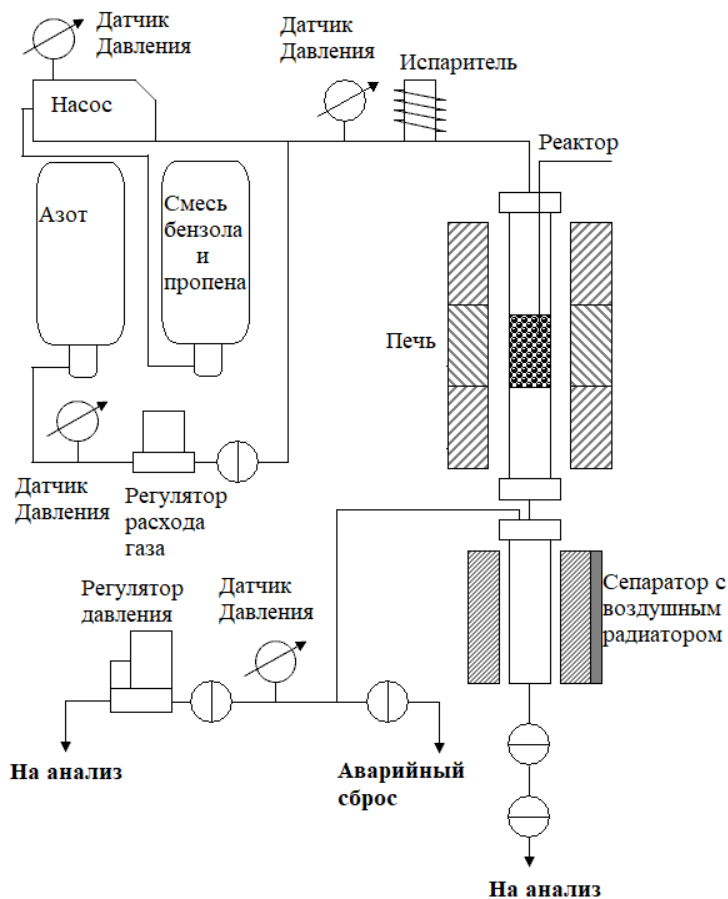 Датчик
Давления
Датчик
Давления
Испаритель
Насос
Реактор
Азот
Смесь
бензола
и
пропена
Печь
Датчик
Давления
Регулятор
расхода
газа
Регулятор
давления
Датчик
Давления
Сепаратор с
воздушным
радиатором
На анализ
Аварийный
сброс
На анализ